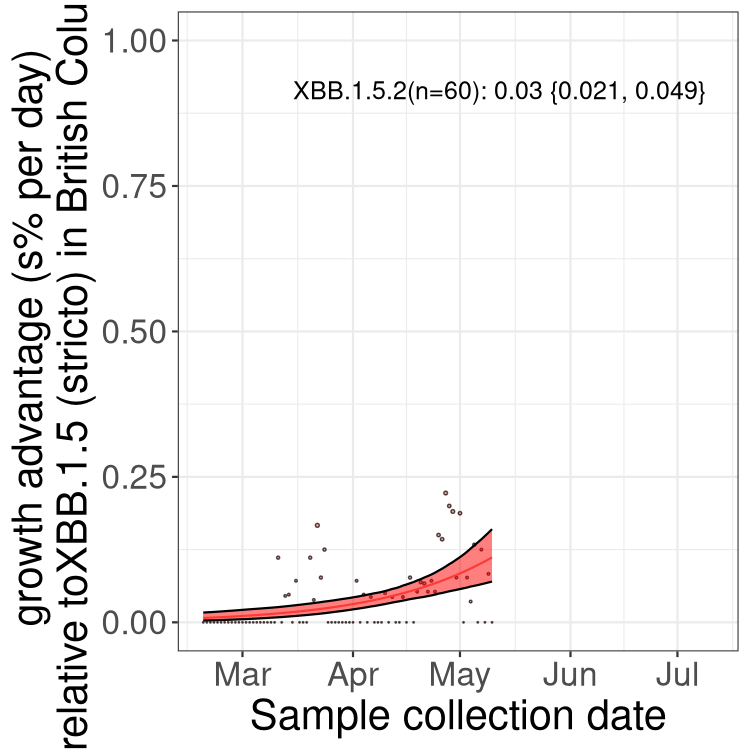 growth advantage (s% per day)
relative toXBB.1.5 (stricto) in British Colu
1.00
0.75
0.50
0.25
0.00
XBB.1.5.2(n=60): 0.03 {0.021, 0.049}
Mar Apr May Jun Jul
Sample collection date